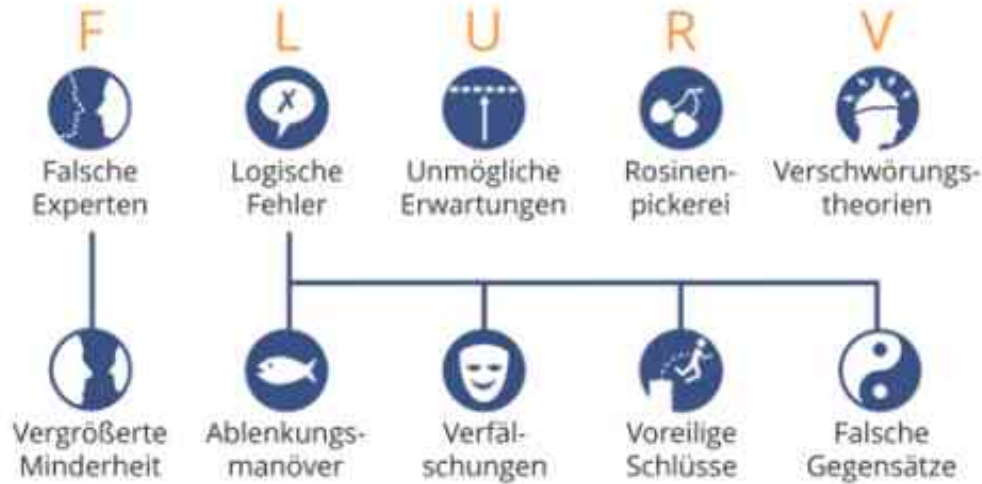 F L U R V
Falsche Experten
Logische Fehler
Unmögliche Erwartungen
Rosinen-
pickerei
Verschwörungs-
theorien
X
Vergrößerte
Minderheit
Ablenkungs-
manöver
Verfäl-
schungen
Voreilige
Schlüsse
Falsche
Gegensätze